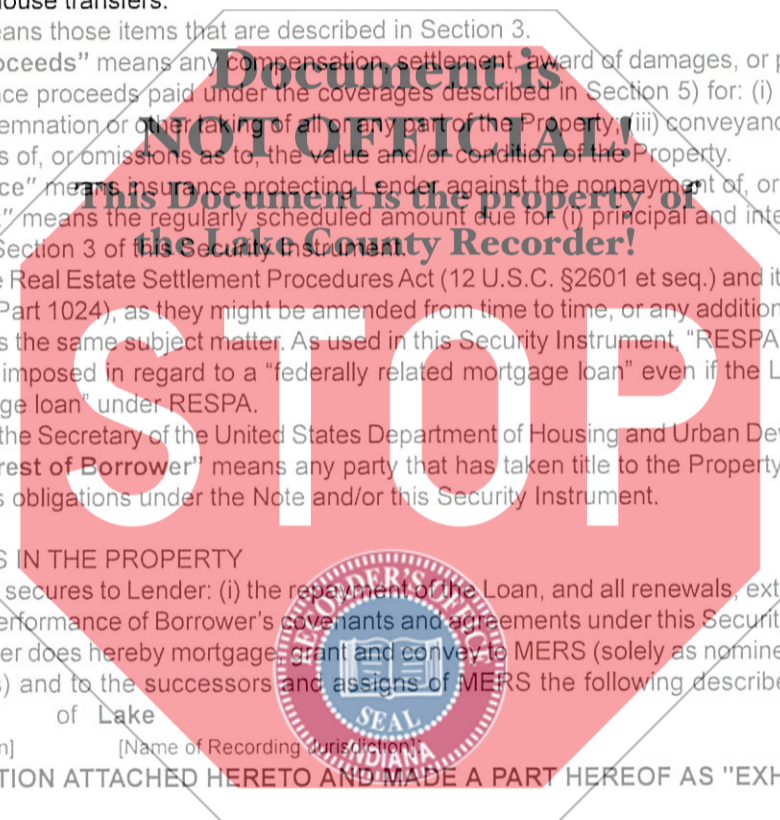 ouse transfers.
eans those items that are described in Section 3.
oceeds" means any compensation, settlement, award of damages, or p
Document is
ce proceeds paid under the coverages described in Section 5) for: (i)
emnation or other taking of all or any part of the Property; (iii) conveyanc
NOT OFFICIAL!
s of, or omissions as to, the value and/or condition of the Property.
ce" means insurance protecting Lender against the nonpayment of, or
This Document is the property of
" means the regularly scheduled amount due for (i) principal and inte
Section 3 of this Security Instrument.
the Lake County Recorder!
e Real Estate Settlement Procedures Act (12 U.S.C. §2601 et seq.) and it
Part 1024), as they might be amended from time to time, or any addition
s the same subject matter. As used in this Security Instrument, "RESPA
imposed in regard to a "federally related mortgage loan" even if the L
ge loan" under RESPA.
STOP
the Secretary of the United States Department of Housing and Urban De
rest of Borrower" means any party that has taken title to the Property
s obligations under the Note and/or this Security Instrument.
S IN THE PROPERTY
secures to Lender: (i) the repayment of the Loan, and all renewals, ext
erformance of Borrower's covenants and agreements under this Securit
er does hereby mortgage, grant and convey to MERS (solely as nomine
s) and to the successors and assigns of MERS the following describe
RECORDER'S OFFICE
SEAL
INDIANA
of Lake
n] [Name of Recording Jurisdiction]:
TION ATTACHED HERETO AND MADE A PART HEREOF AS "EXH